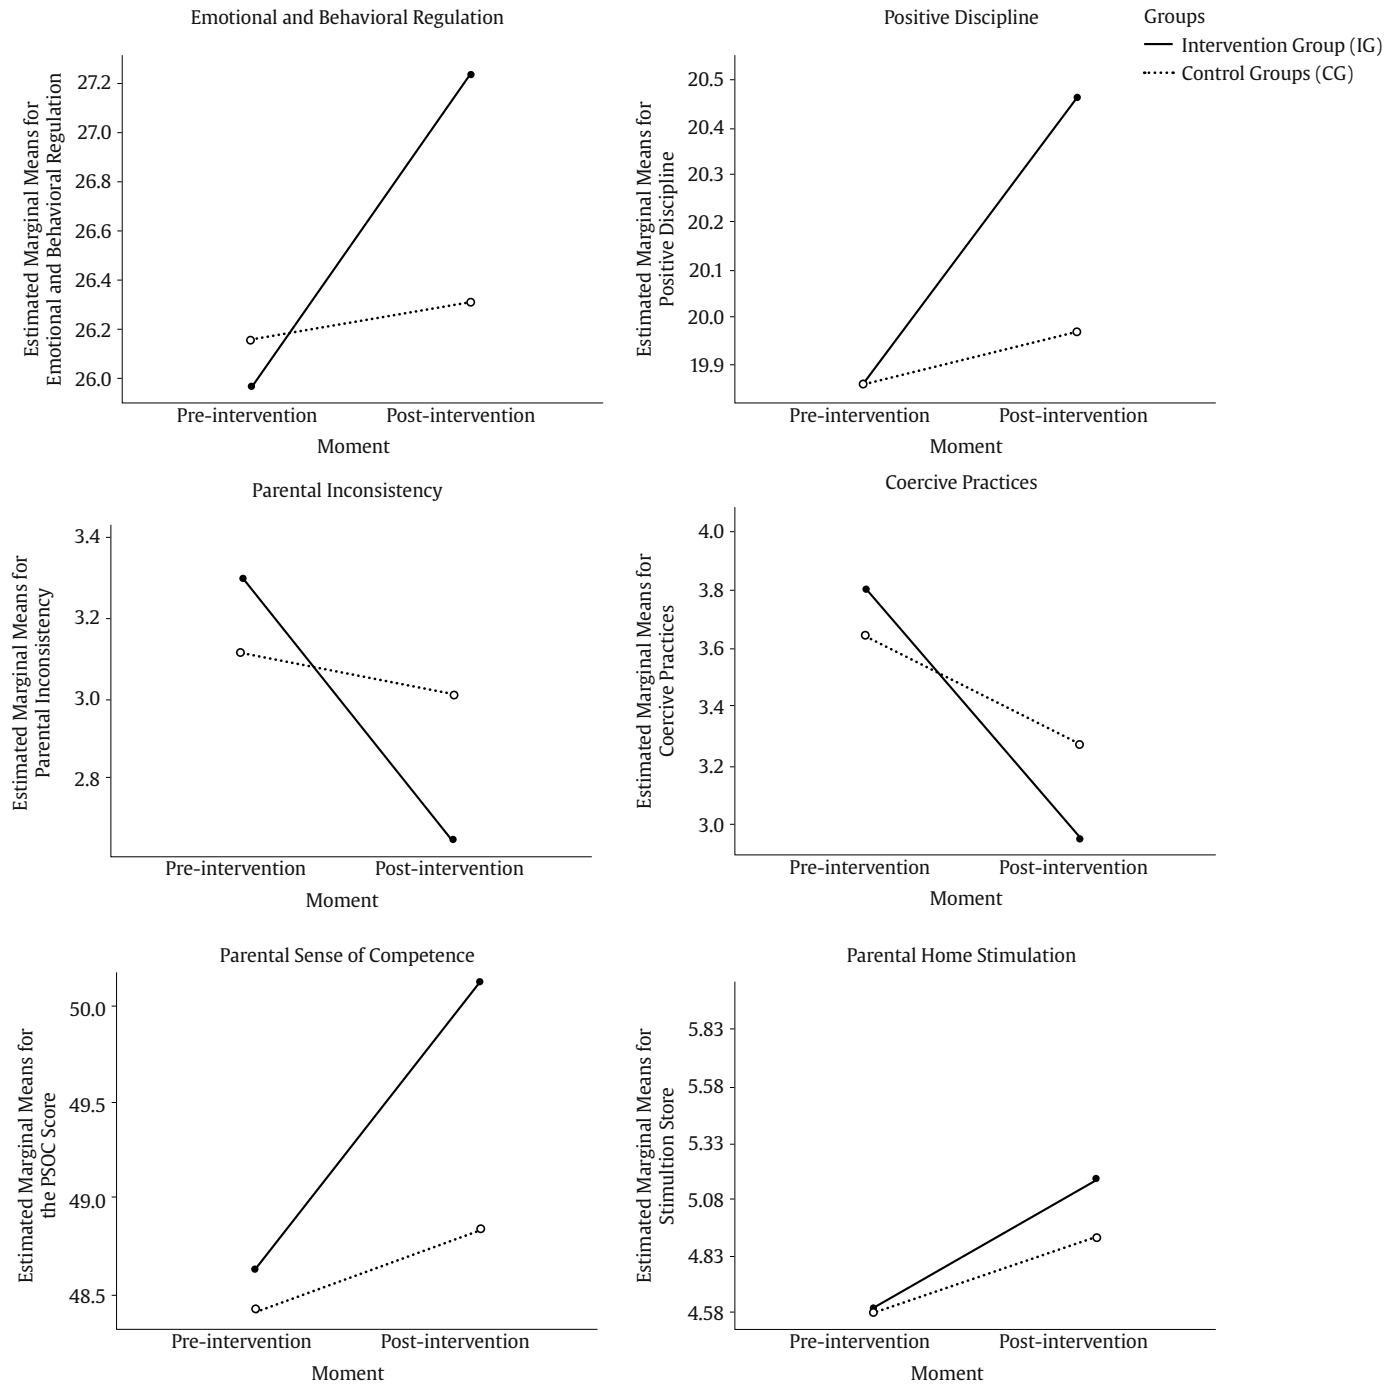 Emotional and Behavioral Regulation
Estimated Marginal Means for
Emotional and Behavioral Regulation
27.2
27.0
26.8
26.6
26.4
26.2
26.0
Pre-intervention
Post-intervention
Moment
Positive Discipline
Estimated Marginal Means for
Positive Discipline
20.5
20.4
20.3
20.2
20.1
20.0
19.9
Pre-intervention
Post-intervention
Moment
Groups
Intervention Group (IG)
Control Groups (CG)
Parental Inconsistency
Estimated Marginal Means for
Parental Inconsistency
3.4
3.2
3.0
2.8
Pre-intervention
Post-intervention
Moment
Coercive Practices
Estimated Marginal Means for
Coercive Practices
4.0
3.8
3.6
3.4
3.2
3.0
Pre-intervention
Post-intervention
Moment
Parental Sense of Competence
Estimated Marginal Means for
the PSOC Score
50.0
49.5
49.0
48.5
Pre-intervention
Post-intervention
Moment
Parental Home Stimulation
Estimated Marginal Means for
Stimultion Store
5.83
5.58
5.33
5.08
4.83
4.58
Pre-intervention
Post-intervention
Moment